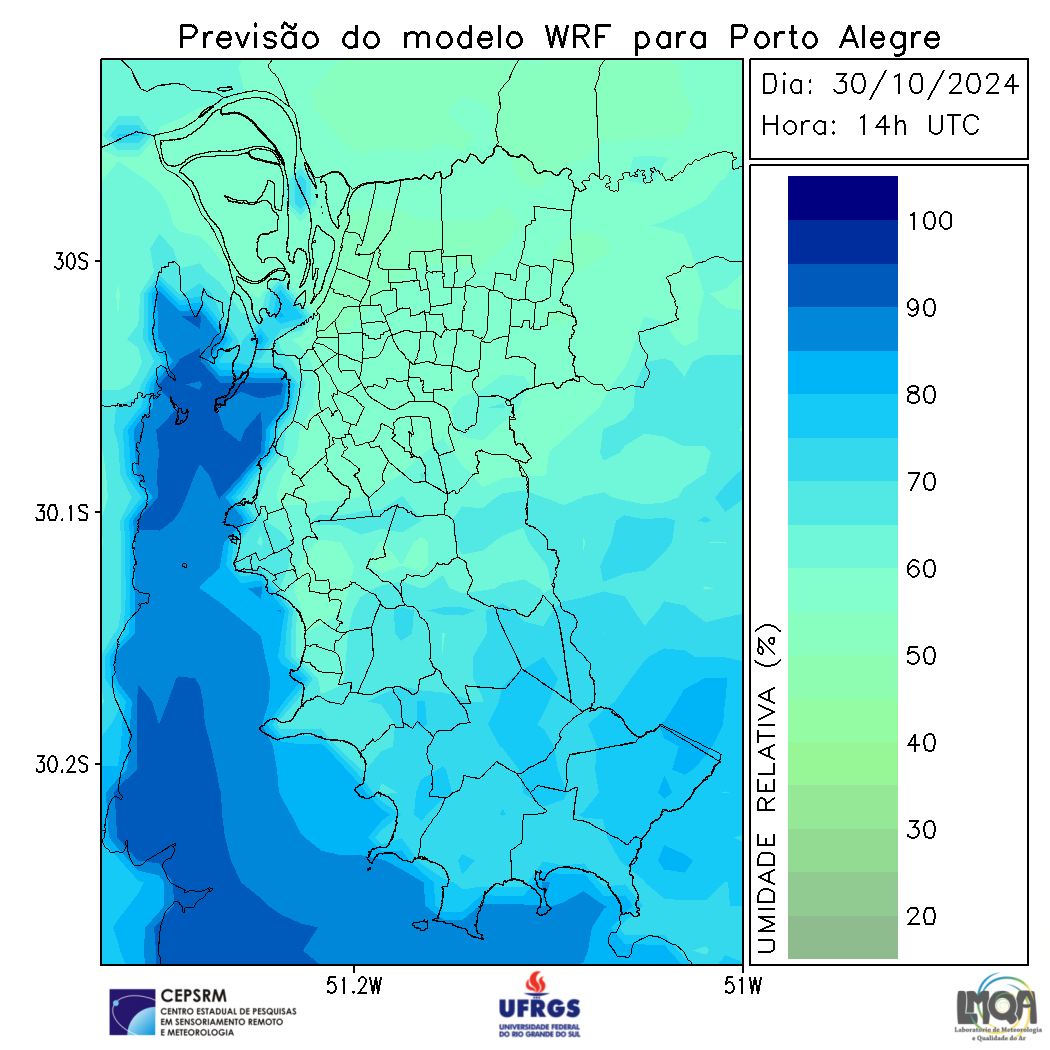 Previsão do modelo WRF para Porto Alegre
Dia: 30/10/2024
Hora: 14h UTC
30S
30.1S
30.2S
51.2W
51W
UMIDADE RELATIVA (%)
100
90
80
70
60
50
40
30
20
CEPSRM
CENTRO ESTADUAL DE PESQUISAS
EM SENSORIAMENTO REMOTO
E METEOROLOGIA
UFRGS
UNIVERSIDADE FEDERAL
DO RIO GRANDE DO SUL
LMQA
Laboratório de Meteorologia
e Qualidade do Ar